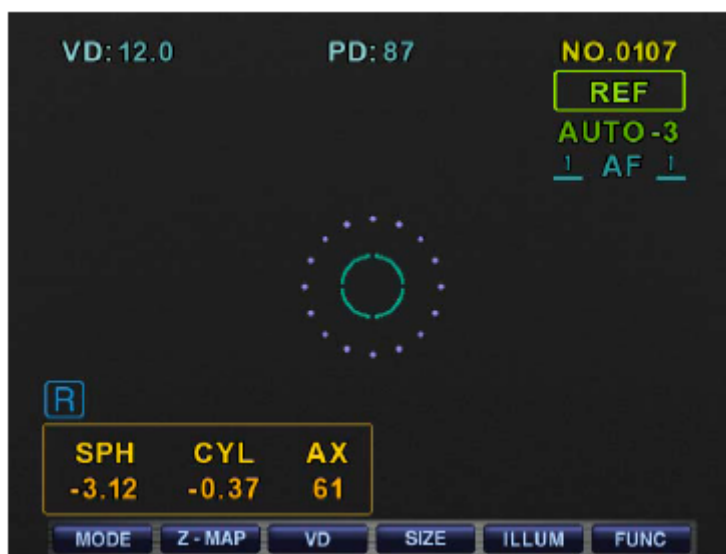 VD:12.0 PD:87 NO.0107
REF
AUTO-3
1 AF 1
R
SPH CYL AX
-3.12 -0.37 61
MODE Z-MAP VD SIZE ILLUM FUNC